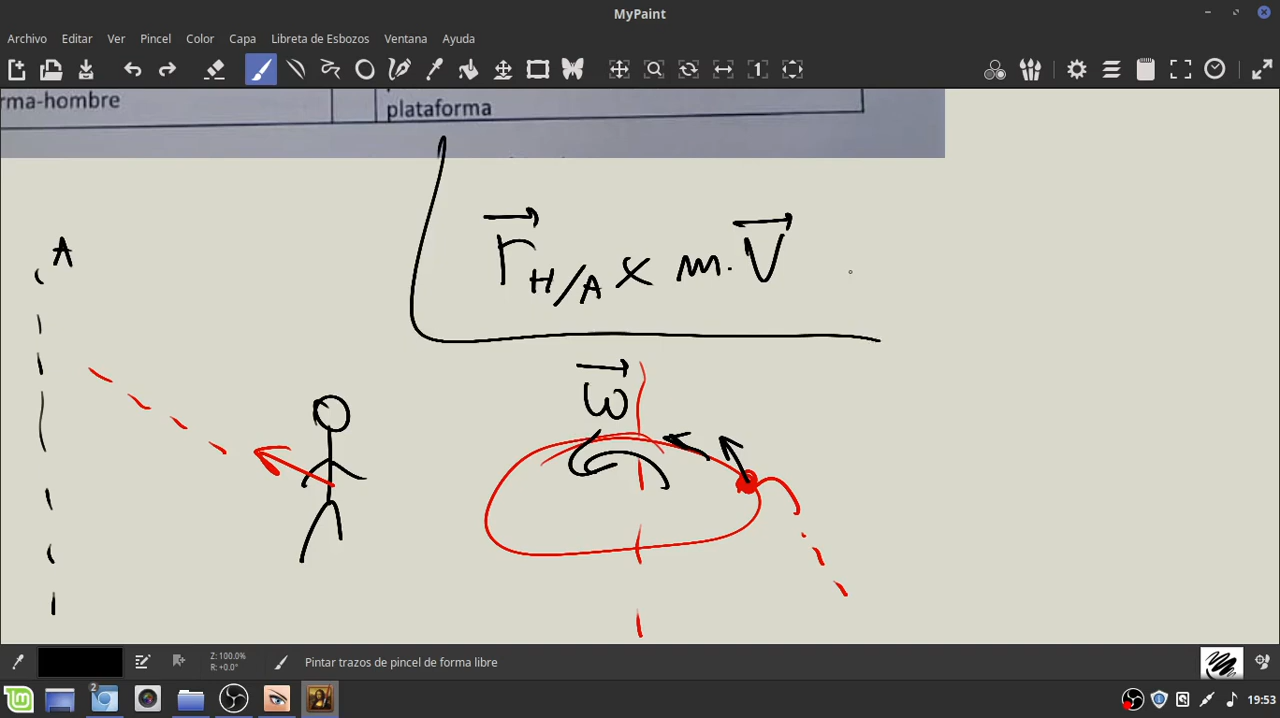 MyPaint
Archivo Editar Ver Pincel Color Capa Libreta de Esbozos Ventana Ayuda
rma-hombre
plataforma
A
r H/A x m. V
ω
Z: 100.0%
R: +0.0°
Pintar trazos de pincel de forma libre
2
19:53